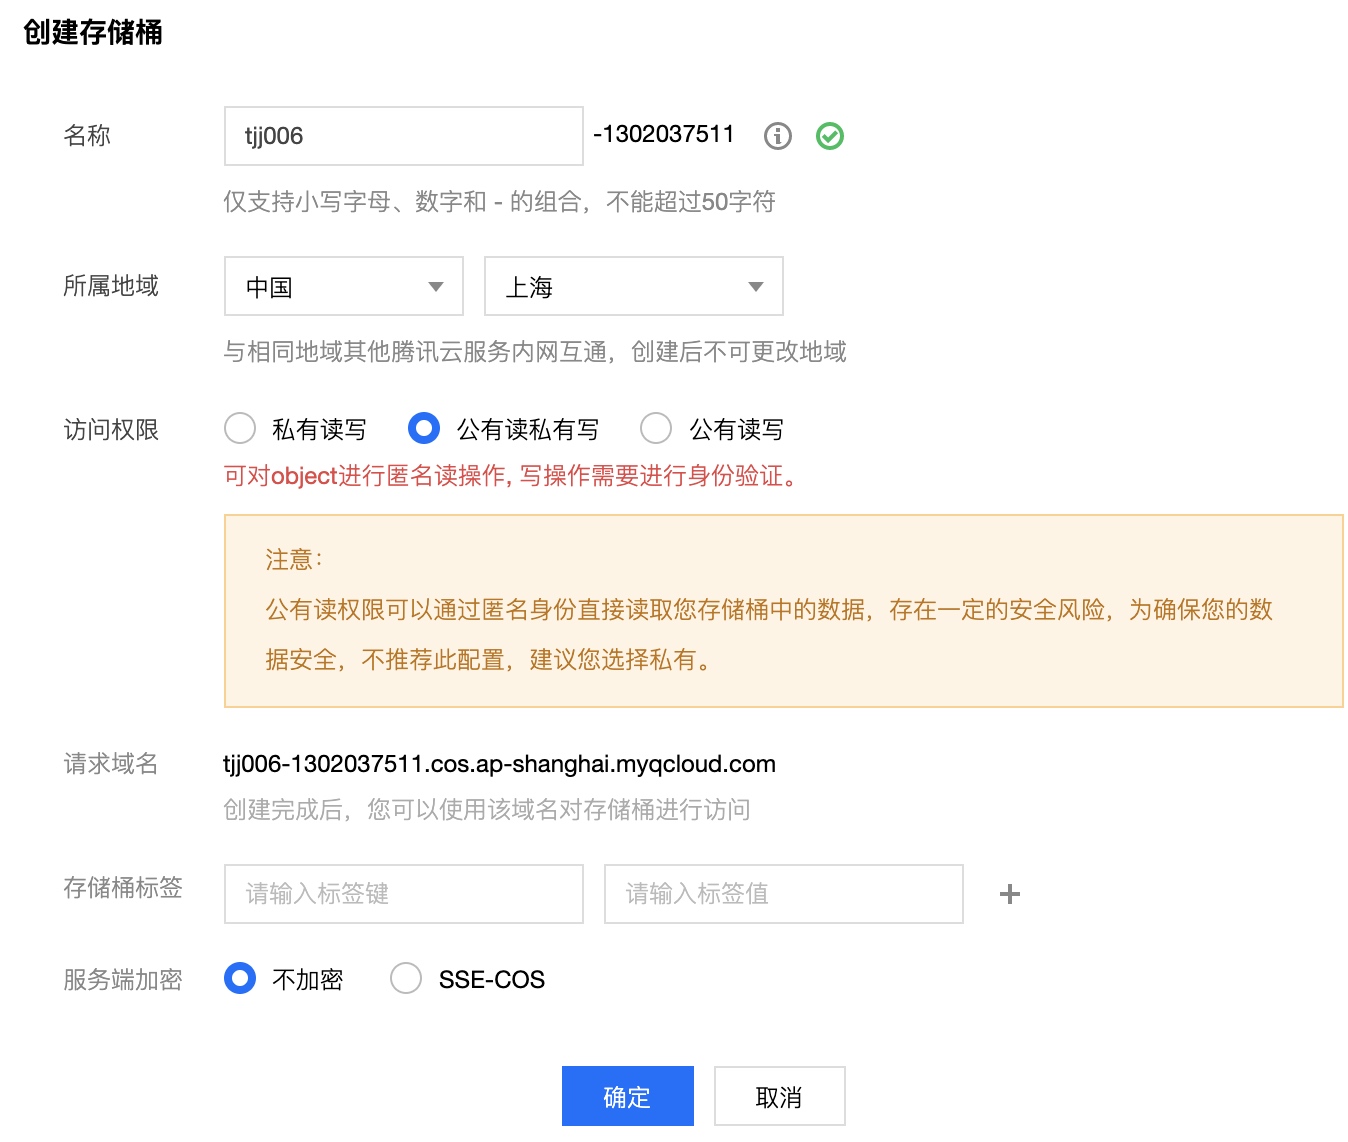 创建存储桶
名称
tjj006
-1302037511
仅支持小写字母、数字和 - 的组合，不能超过50字符
所属地域
中国
上海
与相同地域其他腾讯云服务内网互通，创建后不可更改地域
访问权限
私有读写
公有读私有写
公有读写
可对object进行匿名读操作, 写操作需要进行身份验证。
注意：
公有读权限可以通过匿名身份直接读取您存储桶中的数据，存在一定的安全风险，为确保您的数
据安全，不推荐此配置，建议您选择私有。
请求域名
tjj006-1302037511.cos.ap-shanghai.myqcloud.com
创建完成后，您可以使用该域名对存储桶进行访问
存储桶标签
请输入标签键
请输入标签值
服务端加密
不加密
SSE-COS
确定
取消